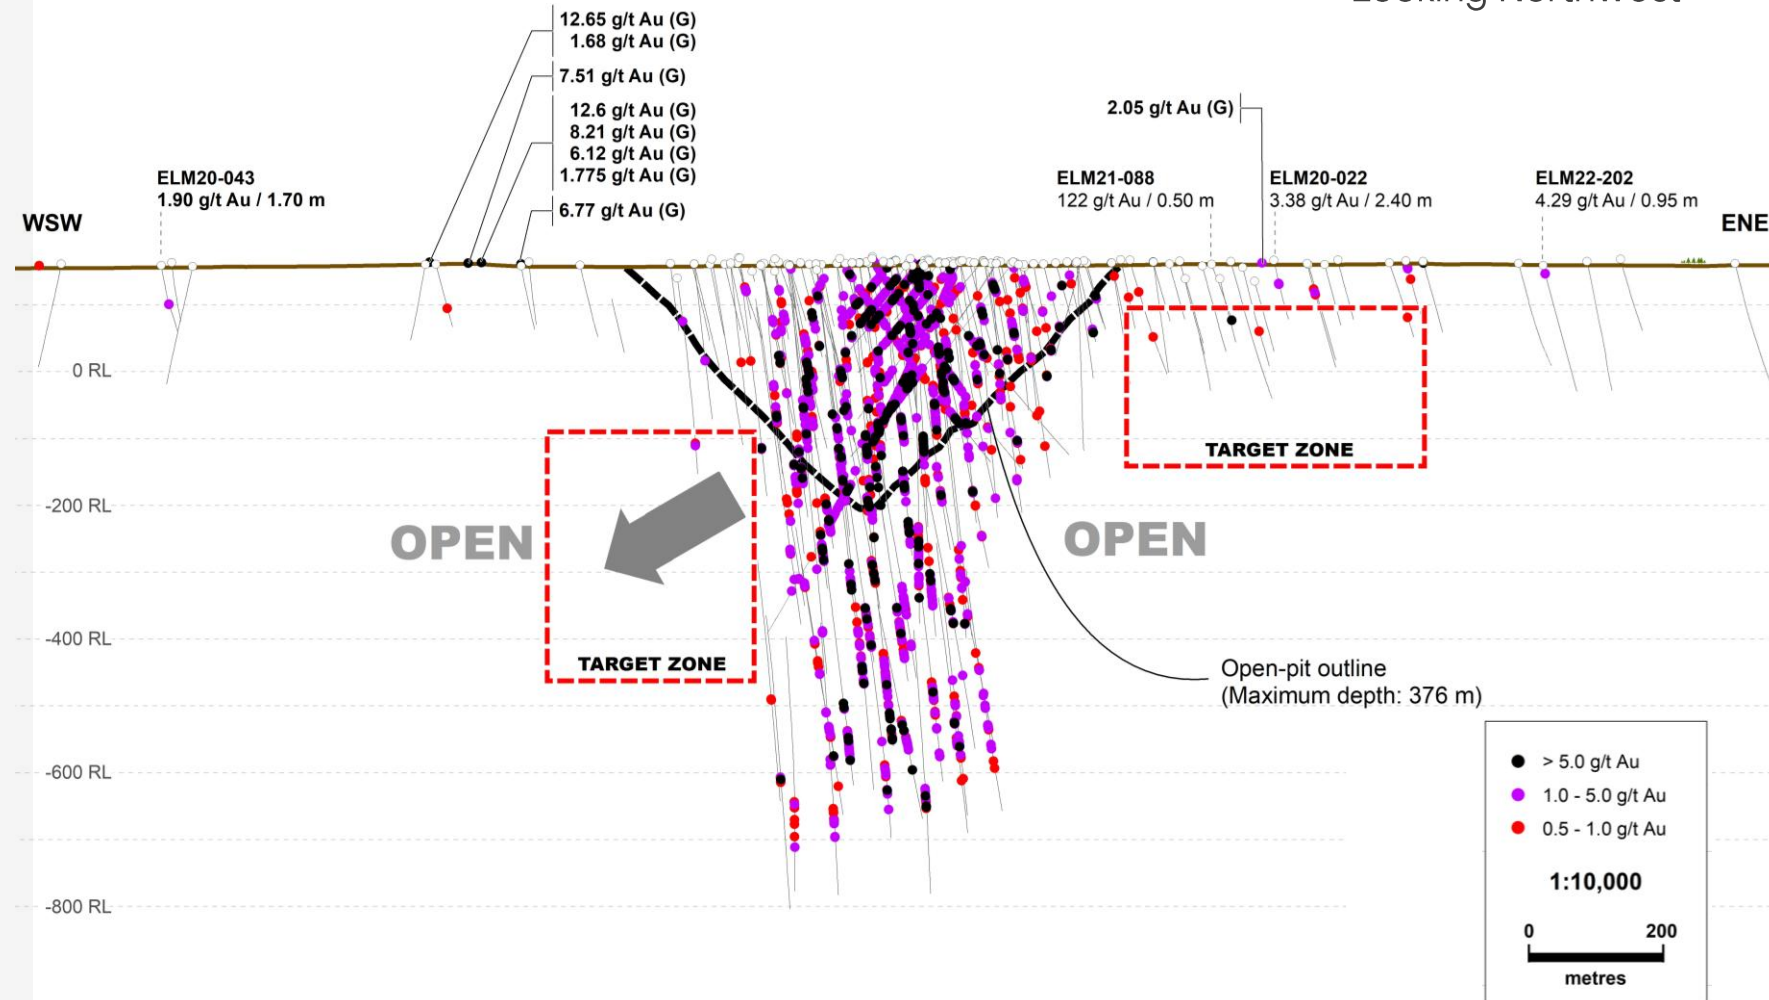 Looking Northwest
12.65 g/t Au (G)
1.68 g/t Au (G)
7.51 g/t Au (G)
12.6 g/t Au (G)
8.21 g/t Au (G)
6.12 g/t Au (G)
1.775 g/t Au (G)
6.77 g/t Au (G)
2.05 g/t Au (G)
ELM20-043
1.90 g/t Au / 1.70 m
ELM21-088
122 g/t Au / 0.50 m
ELM20-022
3.38 g/t Au / 2.40 m
ELM22-202
4.29 g/t Au / 0.95 m
WSW
ENE
0 RL
-200 RL
-400 RL
-600 RL
-800 RL
OPEN
TARGET ZONE
OPEN
TARGET ZONE
Open-pit outline
(Maximum depth: 376 m)
> 5.0 g/t Au
1.0 - 5.0 g/t Au
0.5 - 1.0 g/t Au
1:10,000
0 200
metres